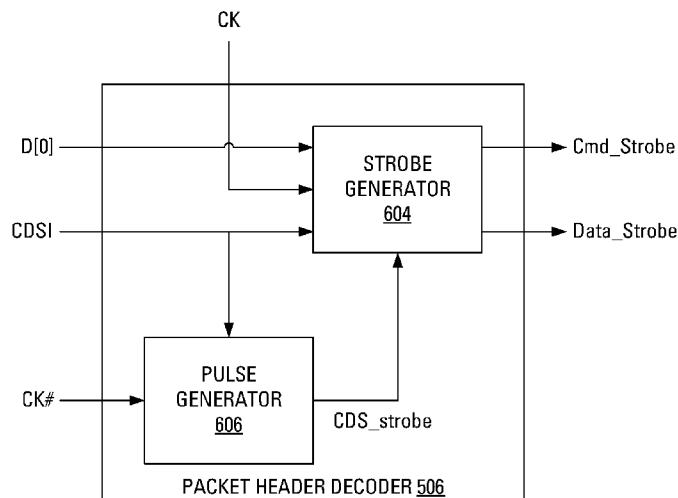 CK
D[0]
STROBE
GENERATOR
604
Cmd_Strobe
CDSI
Data_Strobe
PULSE
GENERATOR
606
CK#
CDS_strobe
PACKET HEADER DECODER 506